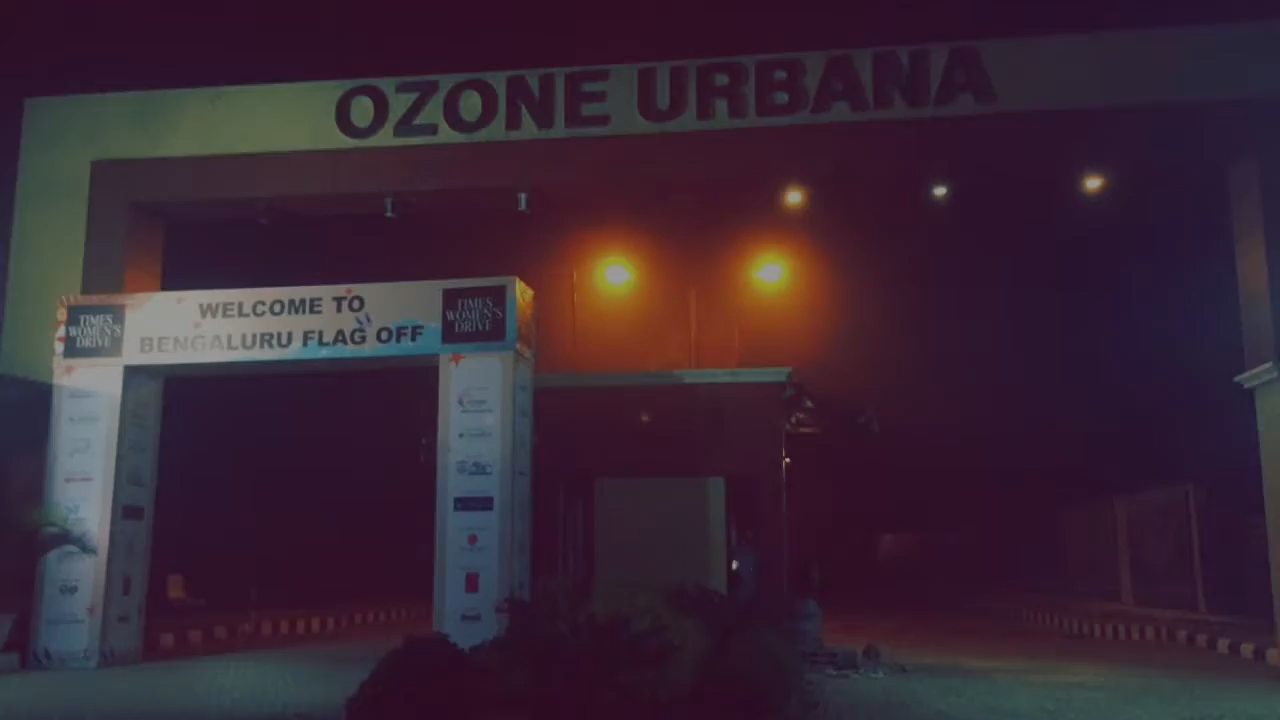 OZONE URBANA
WELCOME TO
BENGALURU FLAG OFF
TIMES
WOMEN'S
DRIVE
TIMES
WOMEN'S
DRIVE